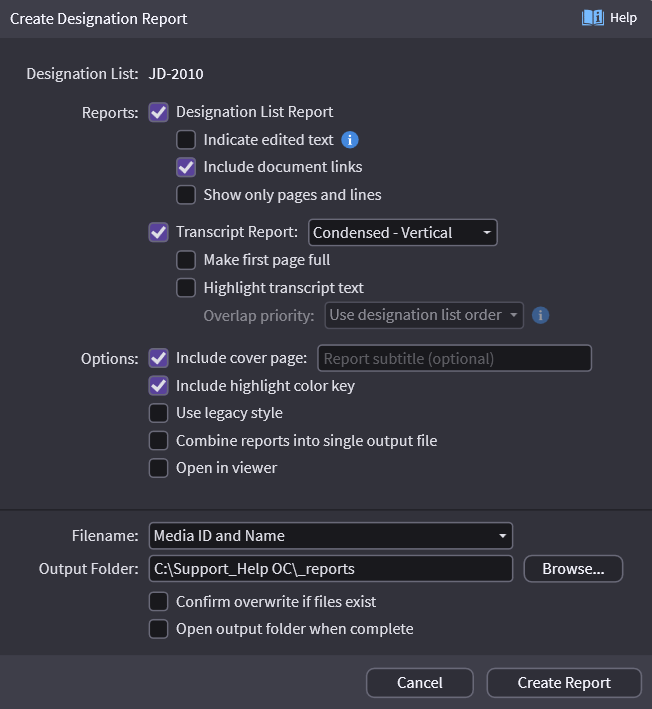 Create Designation Report Help
Designation List: JD-2010
Reports: Designation List Report
Indicate edited text
Include document links
Show only pages and lines
Transcript Report: Condensed - Vertical
Make first page full
Highlight transcript text
Overlap priority: Use designation list order
Options: Include cover page: Report subtitle (optional)
Include highlight color key
Use legacy style
Combine reports into single output file
Open in viewer
Filename: Media ID and Name
Output Folder: C:\Support_Help OC\_reports Browse...
Confirm overwrite if files exist
Open output folder when complete
Cancel Create Report